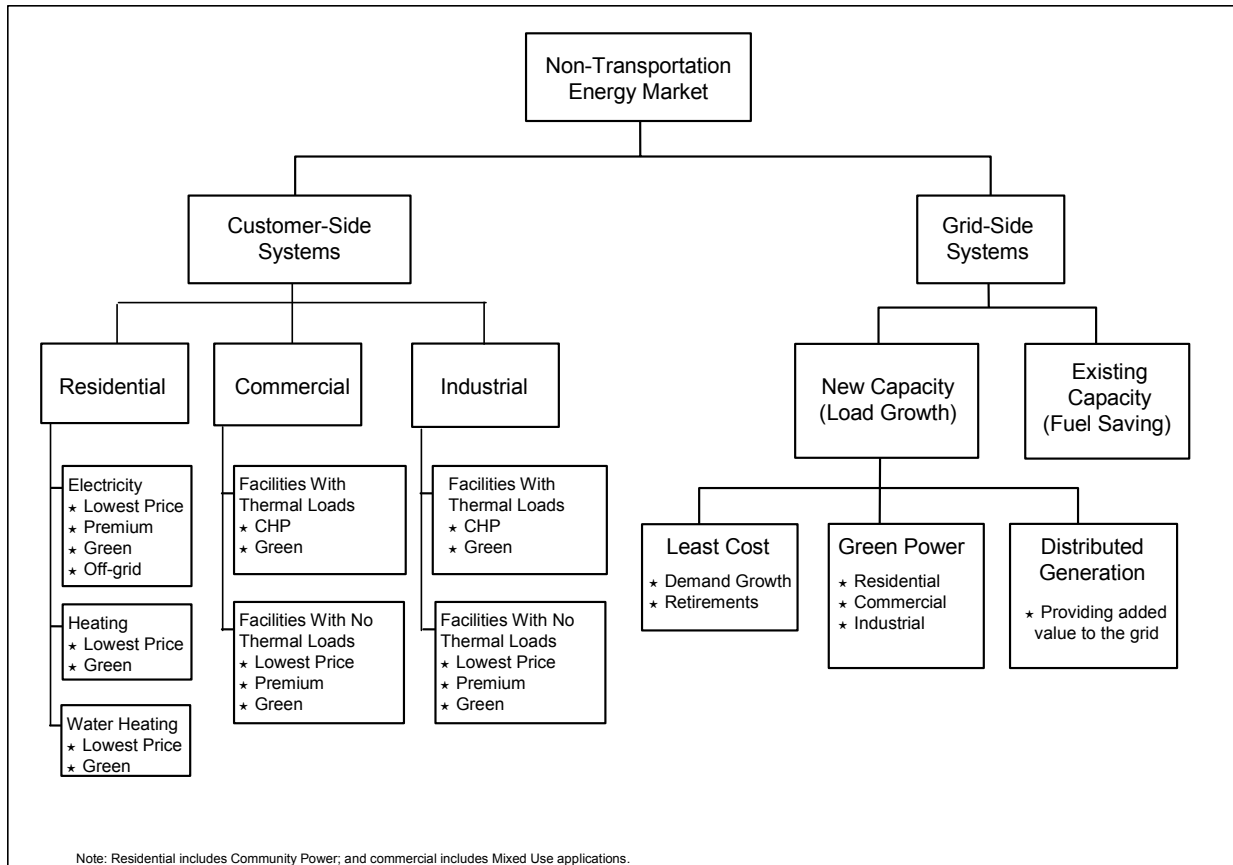 Non-Transportation
Energy Market
Customer-Side
Systems
Grid-Side
Systems
Residential
Commercial
Industrial
New Capacity
(Load Growth)
Existing
Capacity
(Fuel Saving)
Electricity
★ Lowest Price
★ Premium
★ Green
★ Off-grid
Heating
★ Lowest Price
★ Green
Water Heating
★ Lowest Price
★ Green
Facilities With
Thermal Loads
★ CHP
★ Green
Facilities With No
Thermal Loads
★ Lowest Price
★ Premium
★ Green
Facilities With
Thermal Loads
★ CHP
★ Green
Facilities With No
Thermal Loads
★ Lowest Price
★ Premium
★ Green
Least Cost
★ Demand Growth
★ Retirements
Green Power
★ Residential
★ Commercial
★ Industrial
Distributed
Generation
★ Providing added
value to the grid
Note: Residential includes Community Power; and commercial includes Mixed Use applications.